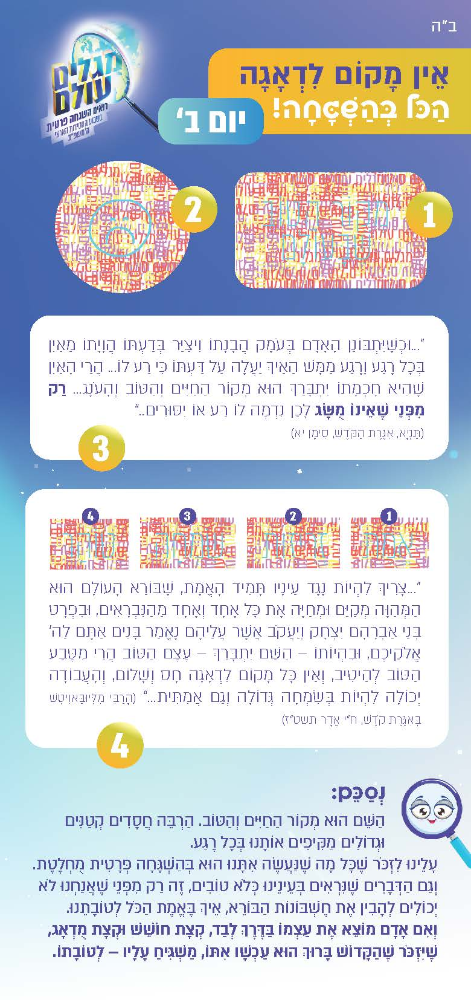 ב"ה
מגלים
עולם
רואים השגחה פרטית
בשבוע החסידות הארצי
ה'תשפ"ב
אֵין מָקוֹם לִדְאָגָה
הַכֹּל בְּהַשְׁגָּחָה!
יום ב'
1
2
"...וּכְשֶׁיִּתְבּוֹנֵן הָאָדָם בְּעֹמֶק הֲבָנָתוֹ וִיצַיֵּר בְּדַעְתּוֹ הֲוָיָתוֹ מֵאַיִן
בְּכָל רֶגַע וָרֶגַע מַמָּשׁ הַאֵיךְ יַעֲלֶה עַל דַּעְתּוֹ כִּי רַע לוֹ... הֲרֵי הָאַיִן
שֶׁהִיא חָכְמָתוֹ יִתְבָּרַךְ הוּא מְקוֹר הַחַיִּים וְהַטּוֹב וְהָעֹנֶג... רַק
מִפְּנֵי שֶׁאֵינוֹ מֻשָּׂג לָכֵן נִדְמֶה לוֹ רַע אוֹ יִסּוּרִים.."
(תַּנְיָא, אִגֶּרֶת הַקֹּדֶשׁ, סִימָן יא)
3
1
2
3
4
"...צָרִיךְ לִהְיוֹת נֶגֶד עֵינָיו תָּמִיד הָאֱמֶת, שֶׁבּוֹרֵא הָעוֹלָם הוּא
הַמְּהַוֶּה מְקַיֵּם וּמְחַיֶּה אֶת כָּל אֶחָד וְאֶחָד מֵהַנִּבְרָאִים, וּבִפְרָט
בְּנֵי אַבְרָהָם יִצְחָק וְיַעֲקֹב אֲשֶׁר עֲלֵיהֶם נֶאֱמַר בָּנִים אַתֶּם לַה'
אֱלֹקֵיכֶם, וּבִהְיוֹתוֹ – הַשֵּׁם יִתְבָּרַךְ – עֶצֶם הַטּוֹב הֲרֵי מִטֶּבַע
הַטּוֹב לְהֵיטִיב, וְאֵין כָּל מָקוֹם לִדְאָגָה חָס וְשָׁלוֹם, וְהָעֲבוֹדָה
יְכוֹלָה לִהְיוֹת בְּשִׂמְחָה גְּדוֹלָה וְגַם אֲמִתִּית..." (הָרַבִּי מִלְּיוּבַּאוִויטְשׁ
בְּאִגֶּרֶת קֹדֶשׁ, ח"י אֲדָר תשט"ז)
4
נְסַכֵּם:
הַשֵּׁם הוּא מְקוֹר הַחַיִּים וְהַטּוֹב. הַרְבֵּה חֲסָדִים קְטַנִּים
וּגְדוֹלִים מַקִּיפִים אוֹתָנוּ בְּכָל רֶגַע.
עָלֵינוּ לִזְכֹּר שֶׁכָּל מָה שֶׁנַּעֲשֶׂה אִתָּנוּ הוּא בְּהַשְׁגָּחָה פְּרָטִית מֻחְלֶטֶת.
וְגַם הַדְּבָרִים שֶׁנִּרְאִים בְּעֵינֵינוּ כְּלֹא טוֹבִים, זֶה רַק מִפְּנֵי שֶׁאֲנַחְנוּ לֹא
יְכוֹלִים לְהָבִין אֶת חֶשְׁבּוֹנוֹת הַבּוֹרֵא, אֵיךְ בֶּאֱמֶת הַכֹּל לְטוֹבָתֵנוּ.
וְאִם אָדָם מוֹצֵא אֶת עַצְמוֹ בַּדֶּרֶךְ לְבַד, קְצָת חוֹשֵׁשׁ וּקְצָת מֻדְאָג,
שֶׁיִּזְכֹּר שֶׁהַקָּדוֹשׁ בָּרוּךְ הוּא עַכְשָׁו אִתּוֹ, מַשְׁגִּיחַ עָלָיו – לְטוֹבָתוֹ.